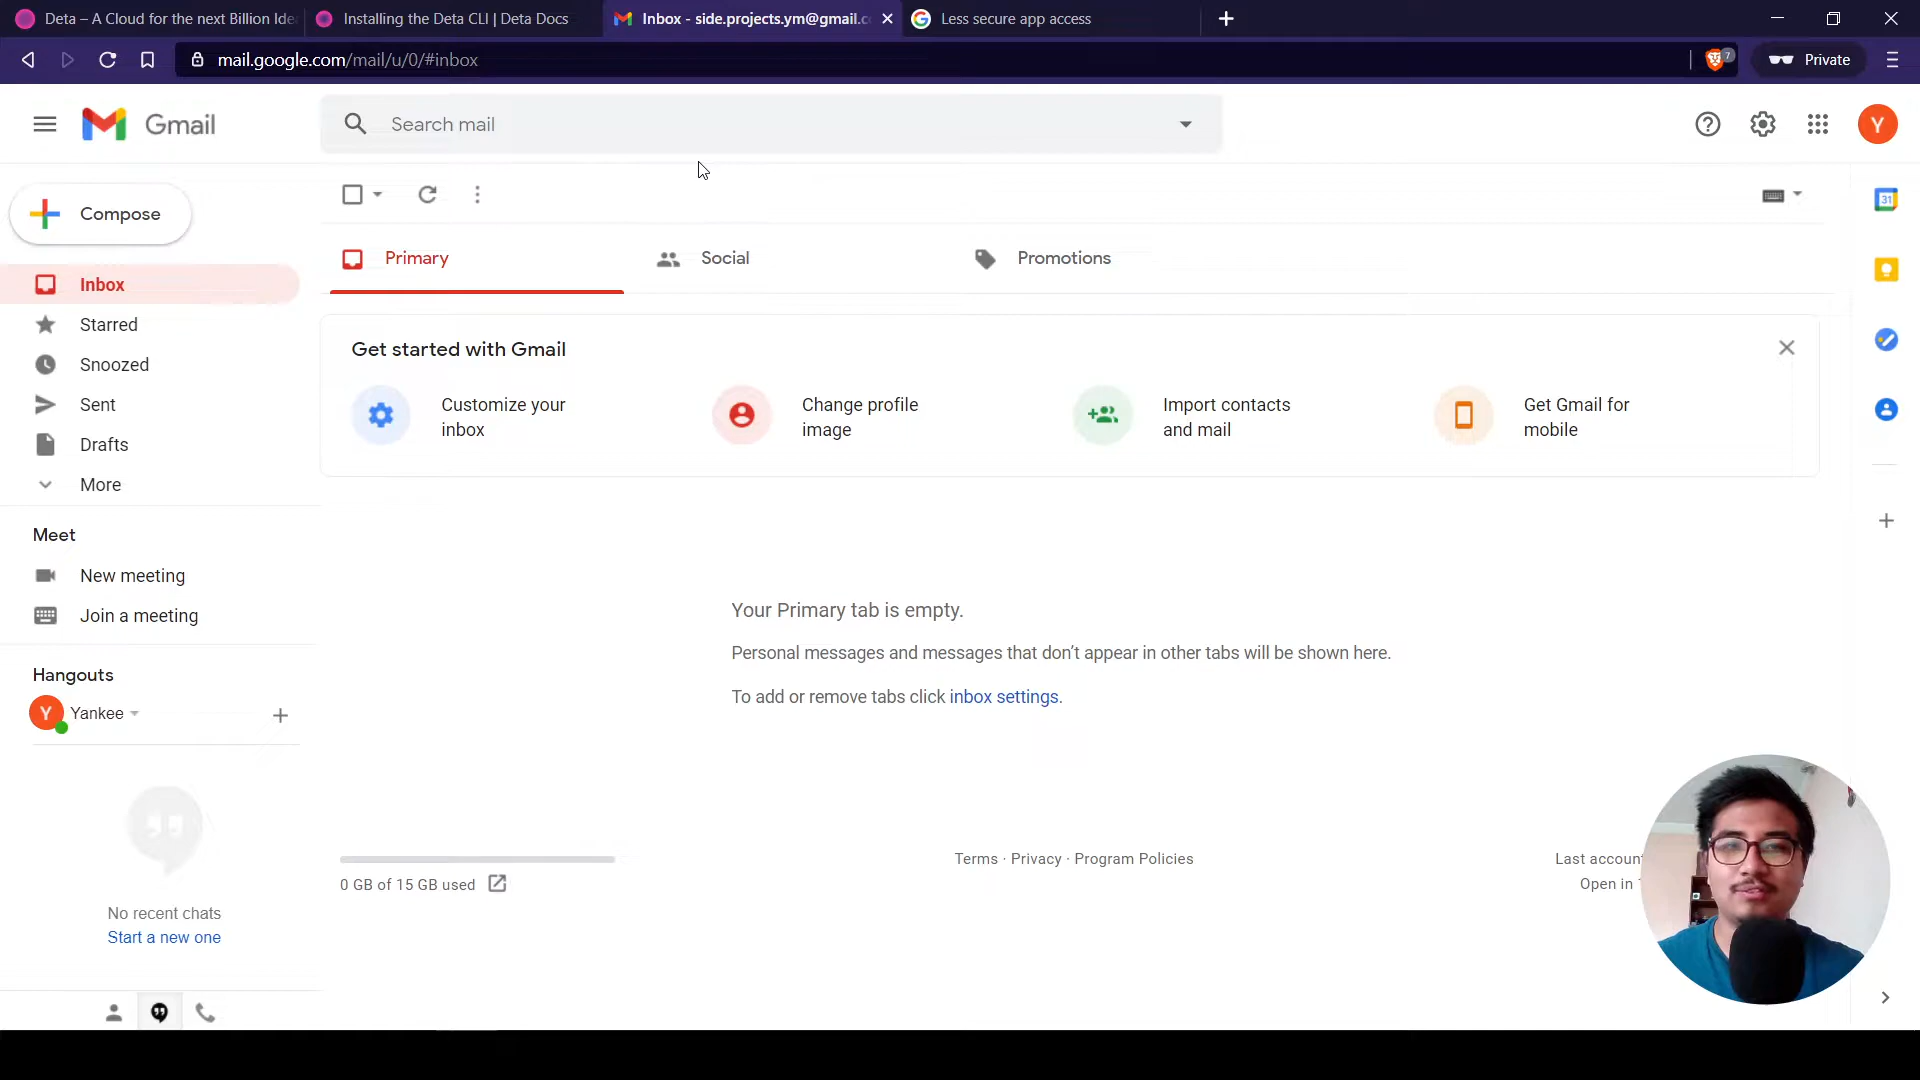 Deta – A Cloud for the next Billion Ide
Installing the Deta CLI | Deta Docs
Inbox - side.projects.ym@gmail.c
Less secure app access
mail.google.com/mail/u/0/#inbox
7
Private
Gmail
Search mail
Y
Compose
31
Primary
Social
Promotions
Inbox
Starred
Snoozed
Sent
Drafts
More
Get started with Gmail
Customize your
inbox
Change profile
image
Import contacts
and mail
Get Gmail for
mobile
Meet
New meeting
Join a meeting
Your Primary tab is empty.
Personal messages and messages that don't appear in other tabs will be shown here.
To add or remove tabs click inbox settings.
Hangouts
Y
Yankee
No recent chats
Start a new one
0 GB of 15 GB used
Terms · Privacy · Program Policies
Last accoun
Open in